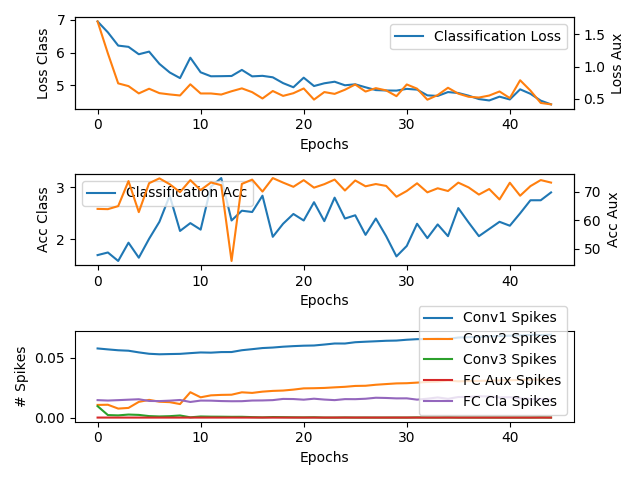 7
6
5
Loss Class
Classification Loss
1.5
1.0
0.5
Loss Aux
0 10 20 30 40
Epochs
3
2
Acc Class
Classification Acc
70
60
50
Acc Aux
0 10 20 30 40
Epochs
0.05
0.00
# Spikes
Conv1 Spikes
Conv2 Spikes
Conv3 Spikes
FC Aux Spikes
FC Cla Spikes
0 10 20 30 40
Epochs